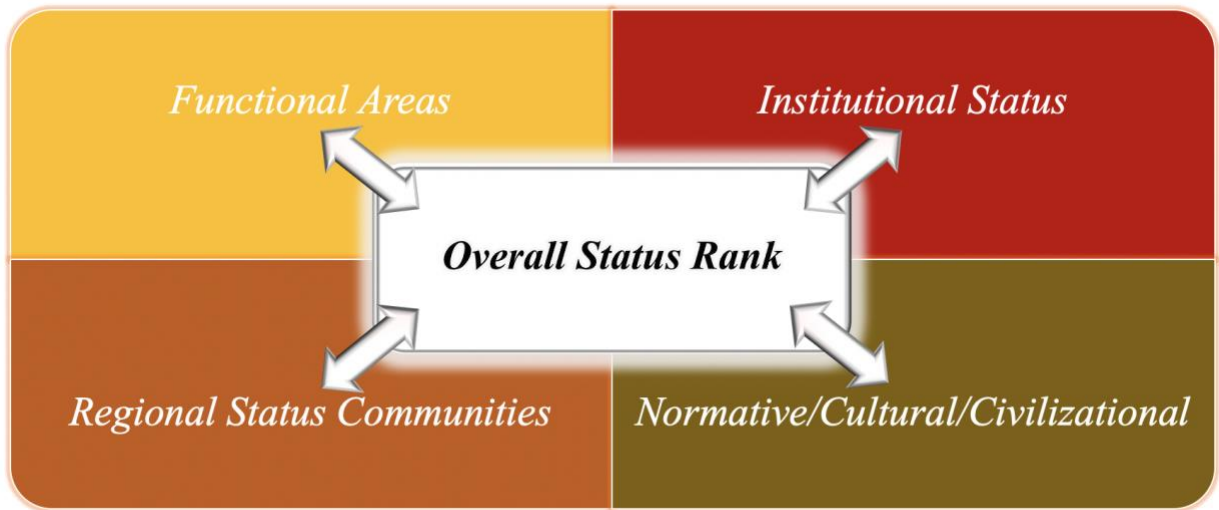 Functional Areas
Institutional Status
Overall Status Rank
Regional Status Communities
Normative/Cultural/Civilizational